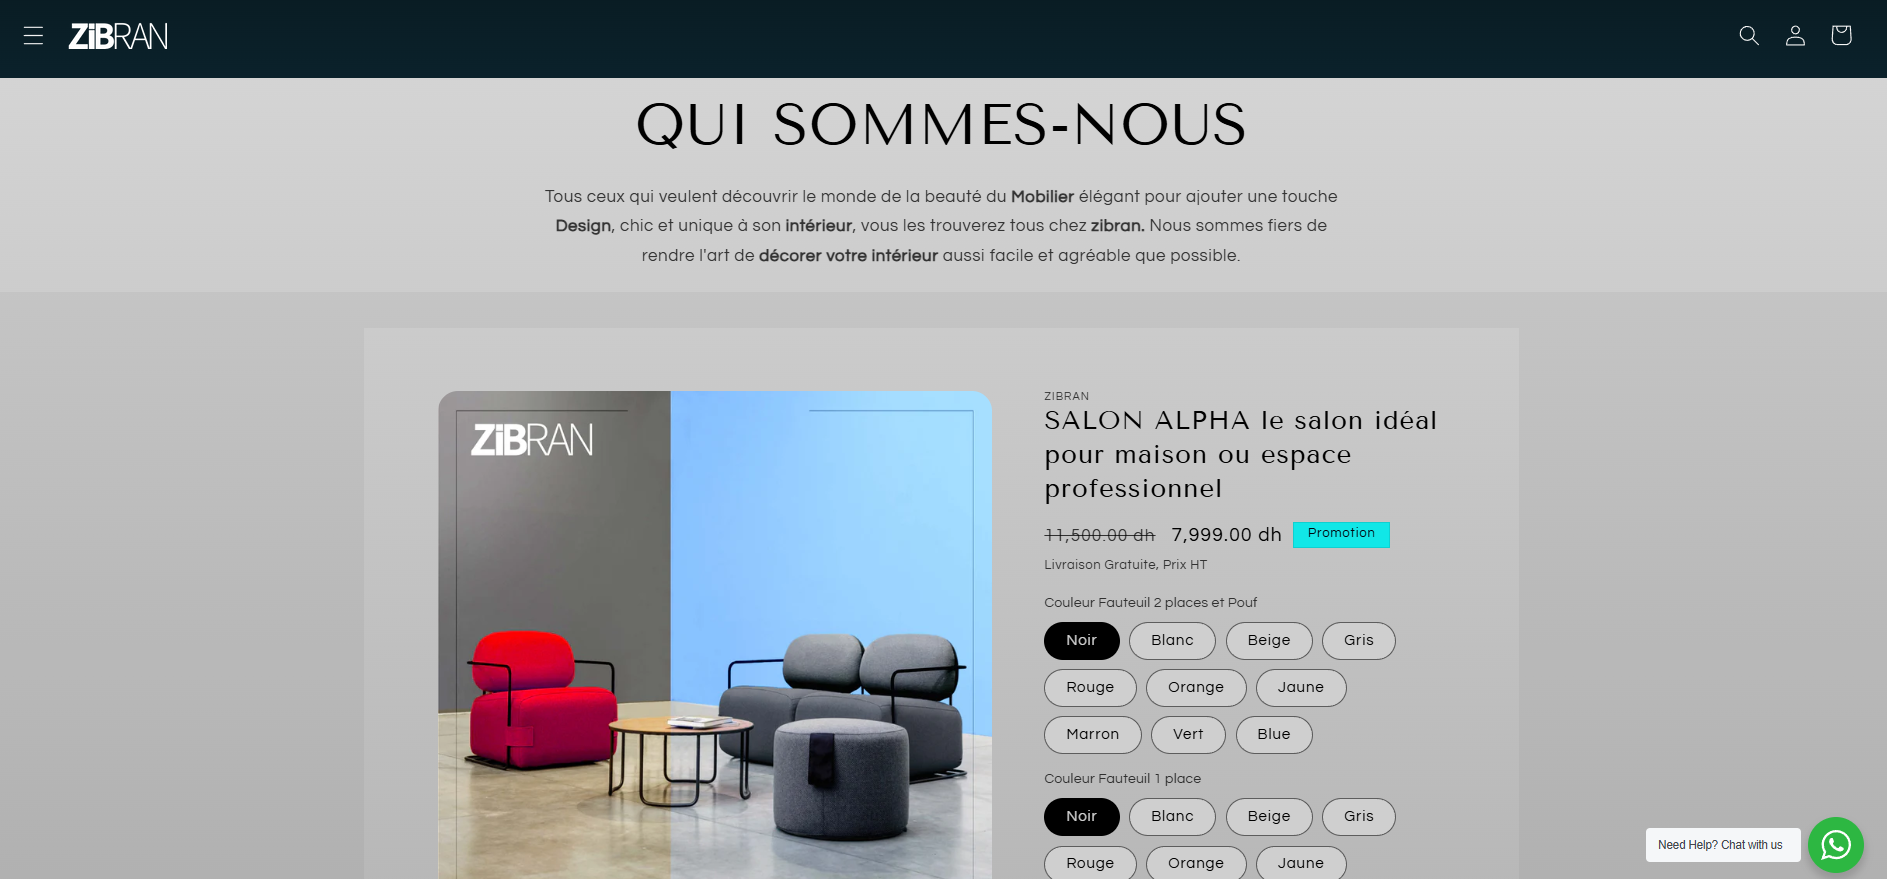 ZiBRAN
QUI SOMMES-NOUS
Tous ceux qui veulent découvrir le monde de la beauté du Mobilier élégant pour ajouter une touche
Design, chic et unique à son intérieur, vous les trouverez tous chez zibran. Nous sommes fiers de
rendre l'art de décorer votre intérieur aussi facile et agréable que possible.
ZiBRAN
ZIBRAN
SALON ALPHA le salon idéal
pour maison ou espace
professionnel
11,500.00 dh 7,999.00 dh Promotion
Livraison Gratuite, Prix HT
Couleur Fauteuil 2 places et Pouf
Noir Blanc Beige Gris
Rouge Orange Jaune
Marron Vert Blue
Couleur Fauteuil 1 place
Noir Blanc Beige Gris
Rouge Orange Jaune
Need Help? Chat with us